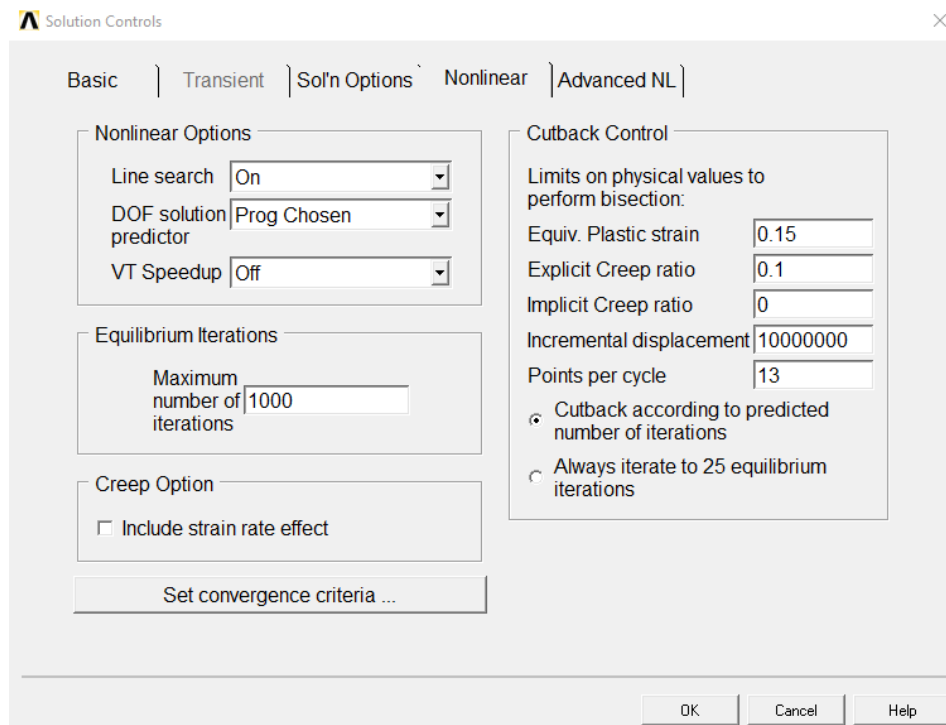 Solution Controls
Basic
Transient
Sol'n Options
Nonlinear
Advanced NL
Nonlinear Options
Line search
On
DOF solution
predictor
Prog Chosen
VT Speedup
Off
Equilibrium Iterations
Maximum
number of
iterations
1000
Creep Option
Include strain rate effect
Set convergence criteria ...
Cutback Control
Limits on physical values to
perform bisection:
Equiv. Plastic strain
0.15
Explicit Creep ratio
0.1
Implicit Creep ratio
0
Incremental displacement
10000000
Points per cycle
13
Cutback according to predicted
number of iterations
Always iterate to 25 equilibrium
iterations
OK
Cancel
Help